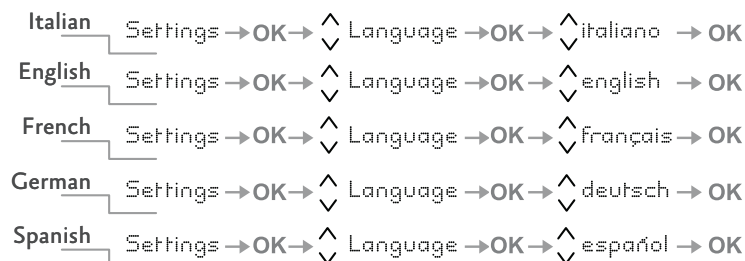 Italian Settings OK Language OK italiano OK
English Settings OK Language OK english OK
French Settings OK Language OK français OK
German Settings OK Language OK deutsch OK
Spanish Settings OK Language OK español OK